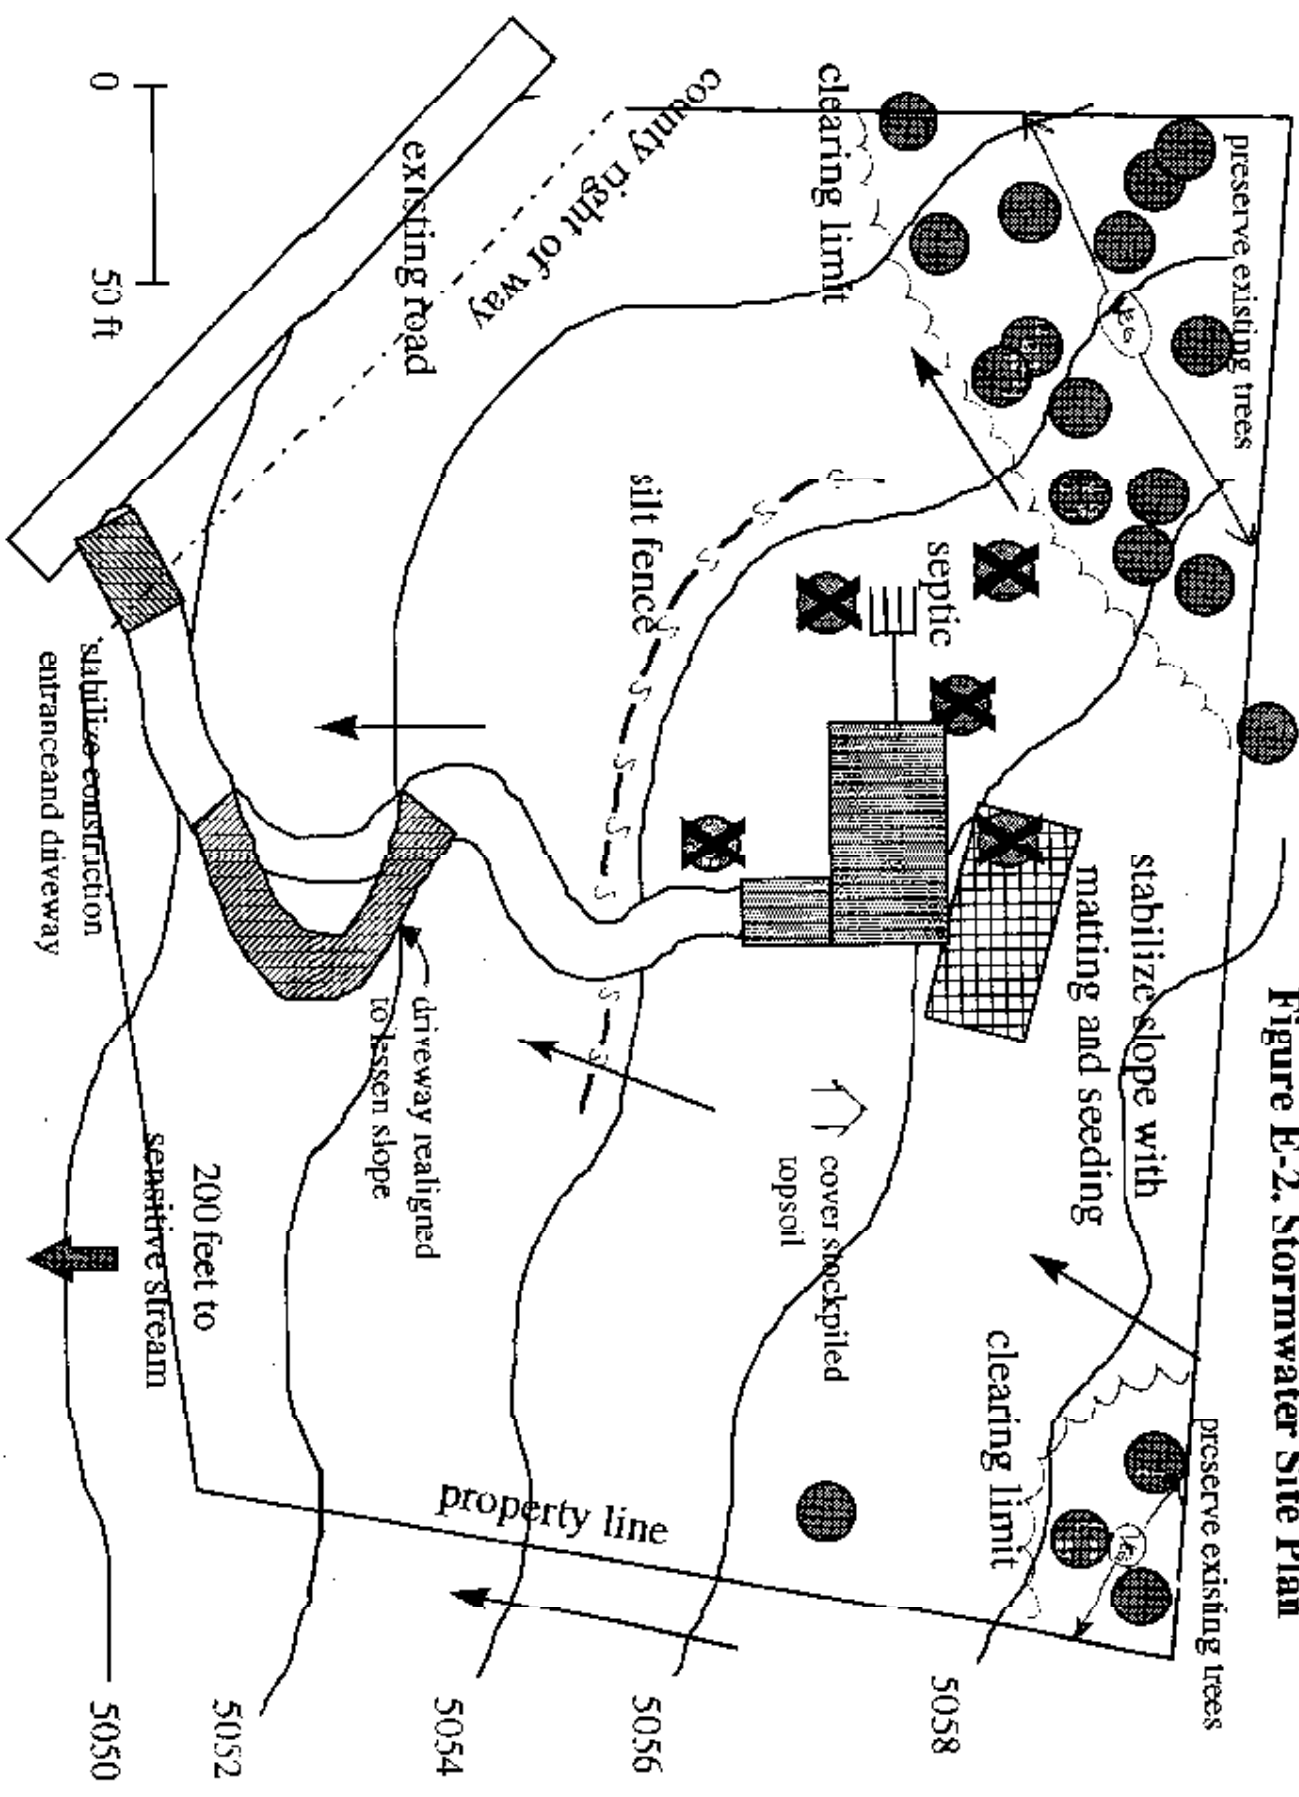 Figure E-2. Stormwater Site Plan
preserve existing trees
preserve existing trees
stabilize slope with
matting and seeding
clearing limit
septic
clearing limit
cover stockpiled
topsoil
silt fence
property line
county right of way
existing road
driveway realigned
to lessen slope
200 feet to
sensitive stream
stabilize constriction
entranceand driveway
0
50 ft
5058
5056
5054
5052
5050
S S S S S S S S S S